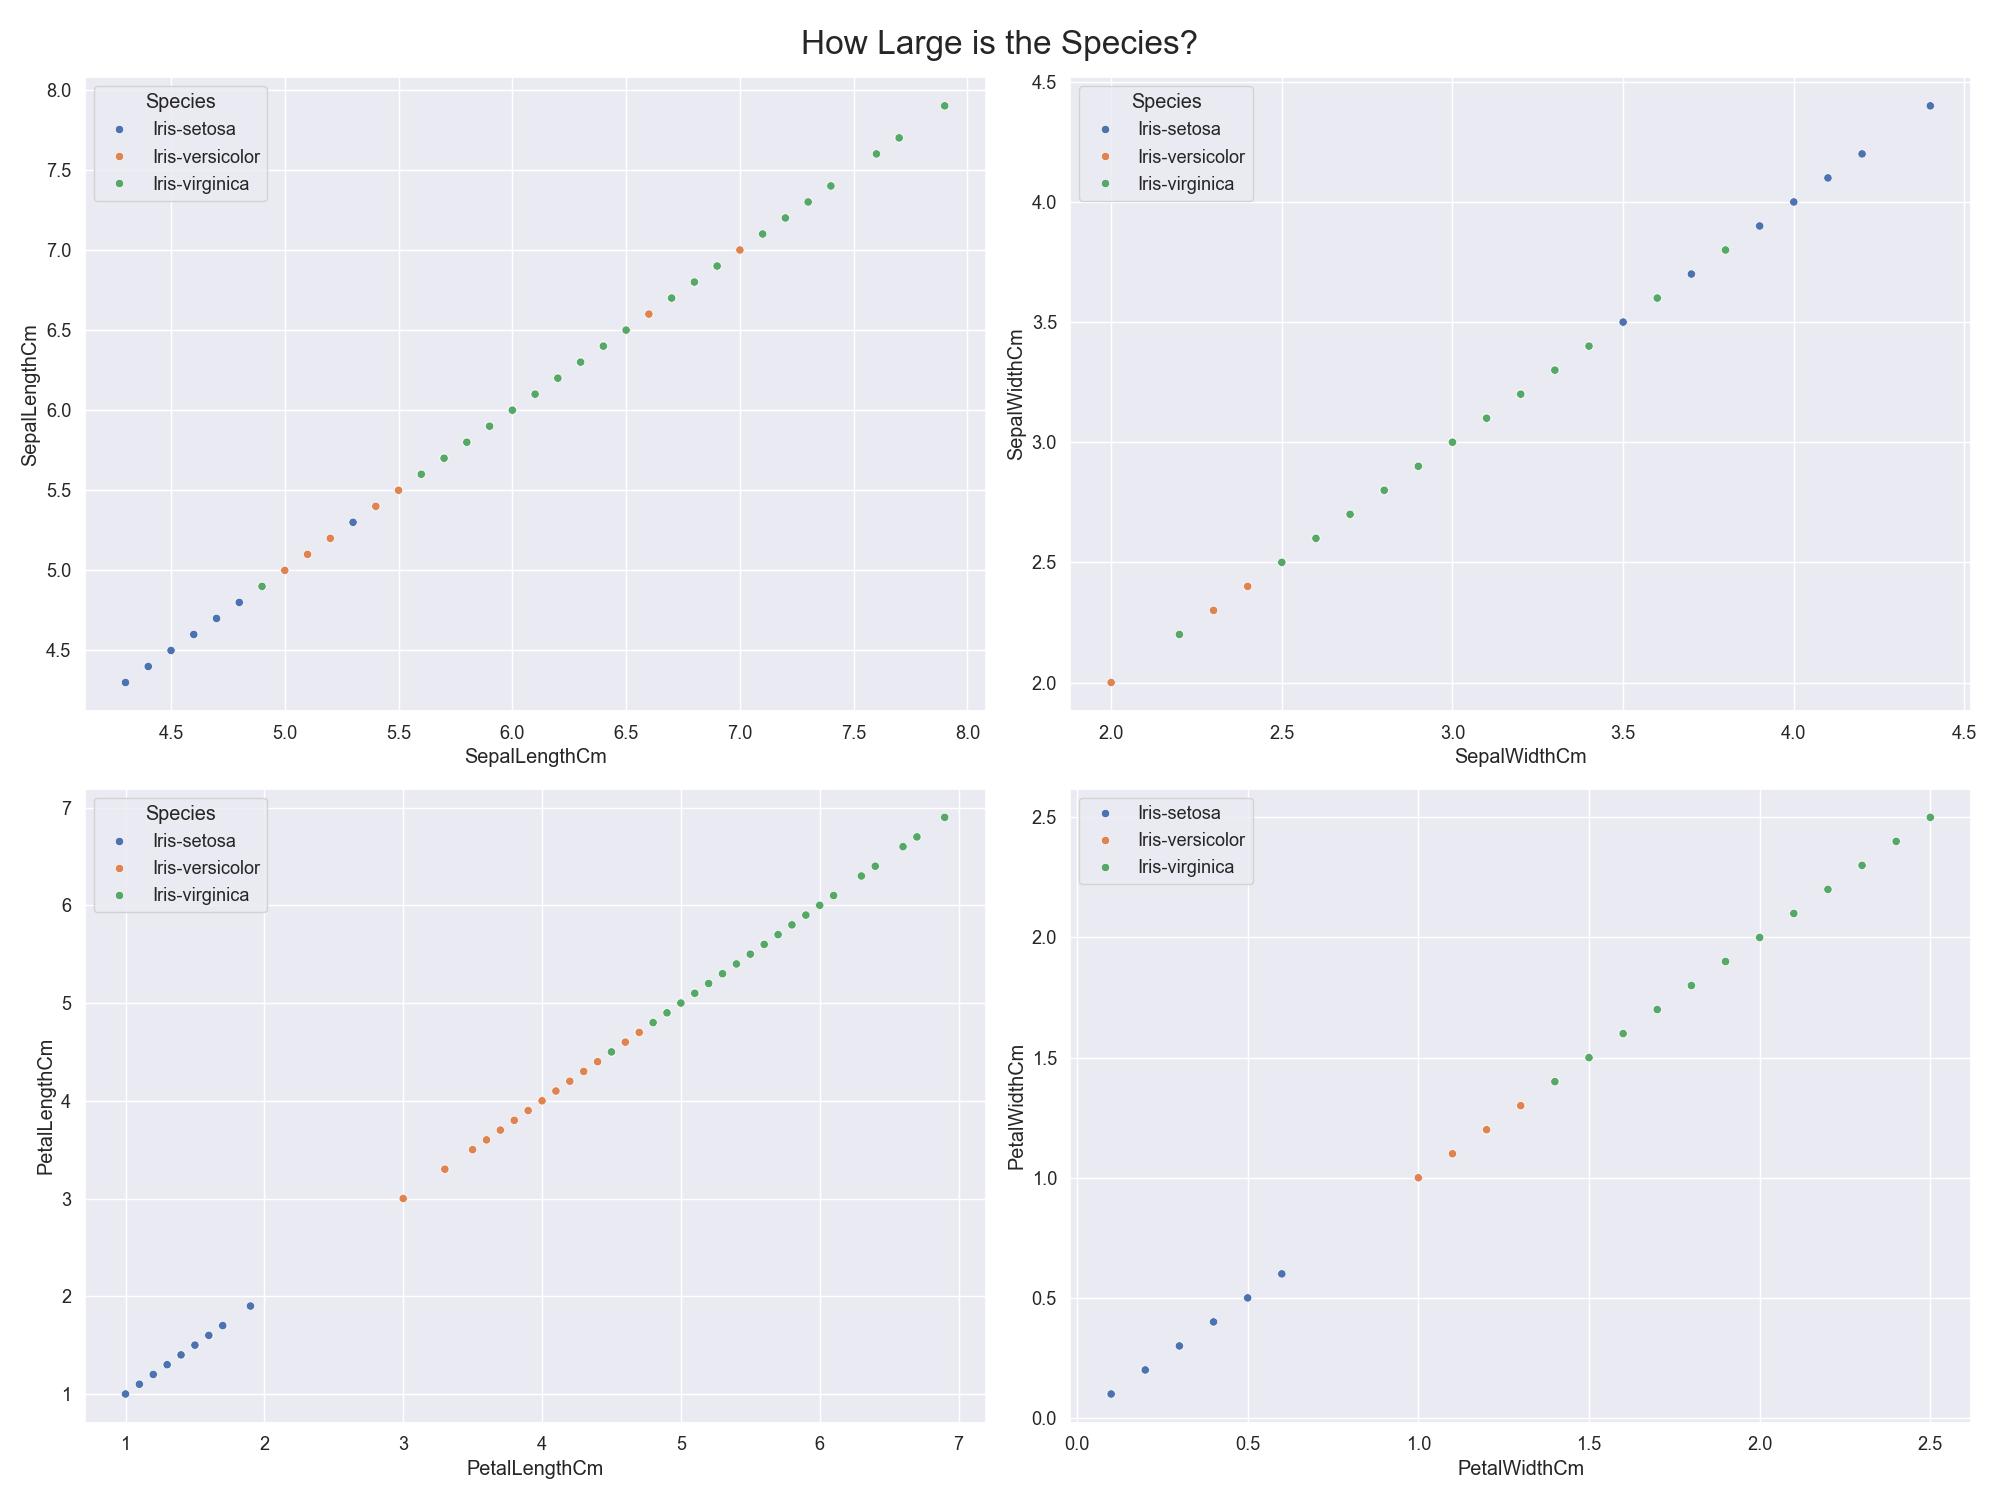 How Large is the Species?
8.0
7.5
7.0
6.5
6.0
5.5
5.0
4.5
SepalLengthCm
Species
Iris-setosa
Iris-versicolor
Iris-virginica
4.5 5.0 5.5 6.0 6.5 7.0 7.5 8.0
SepalLengthCm
4.5
4.0
3.5
3.0
2.5
2.0
SepalWidthCm
Species
Iris-setosa
Iris-versicolor
Iris-virginica
2.0 2.5 3.0 3.5 4.0 4.5
SepalWidthCm
7
6
5
4
3
2
1
PetalLengthCm
Species
Iris-setosa
Iris-versicolor
Iris-virginica
1 2 3 4 5 6 7
PetalLengthCm
2.5
2.0
1.5
1.0
0.5
0.0
PetalWidthCm
Iris-setosa
Iris-versicolor
Iris-virginica
0.0 0.5 1.0 1.5 2.0 2.5
PetalWidthCm